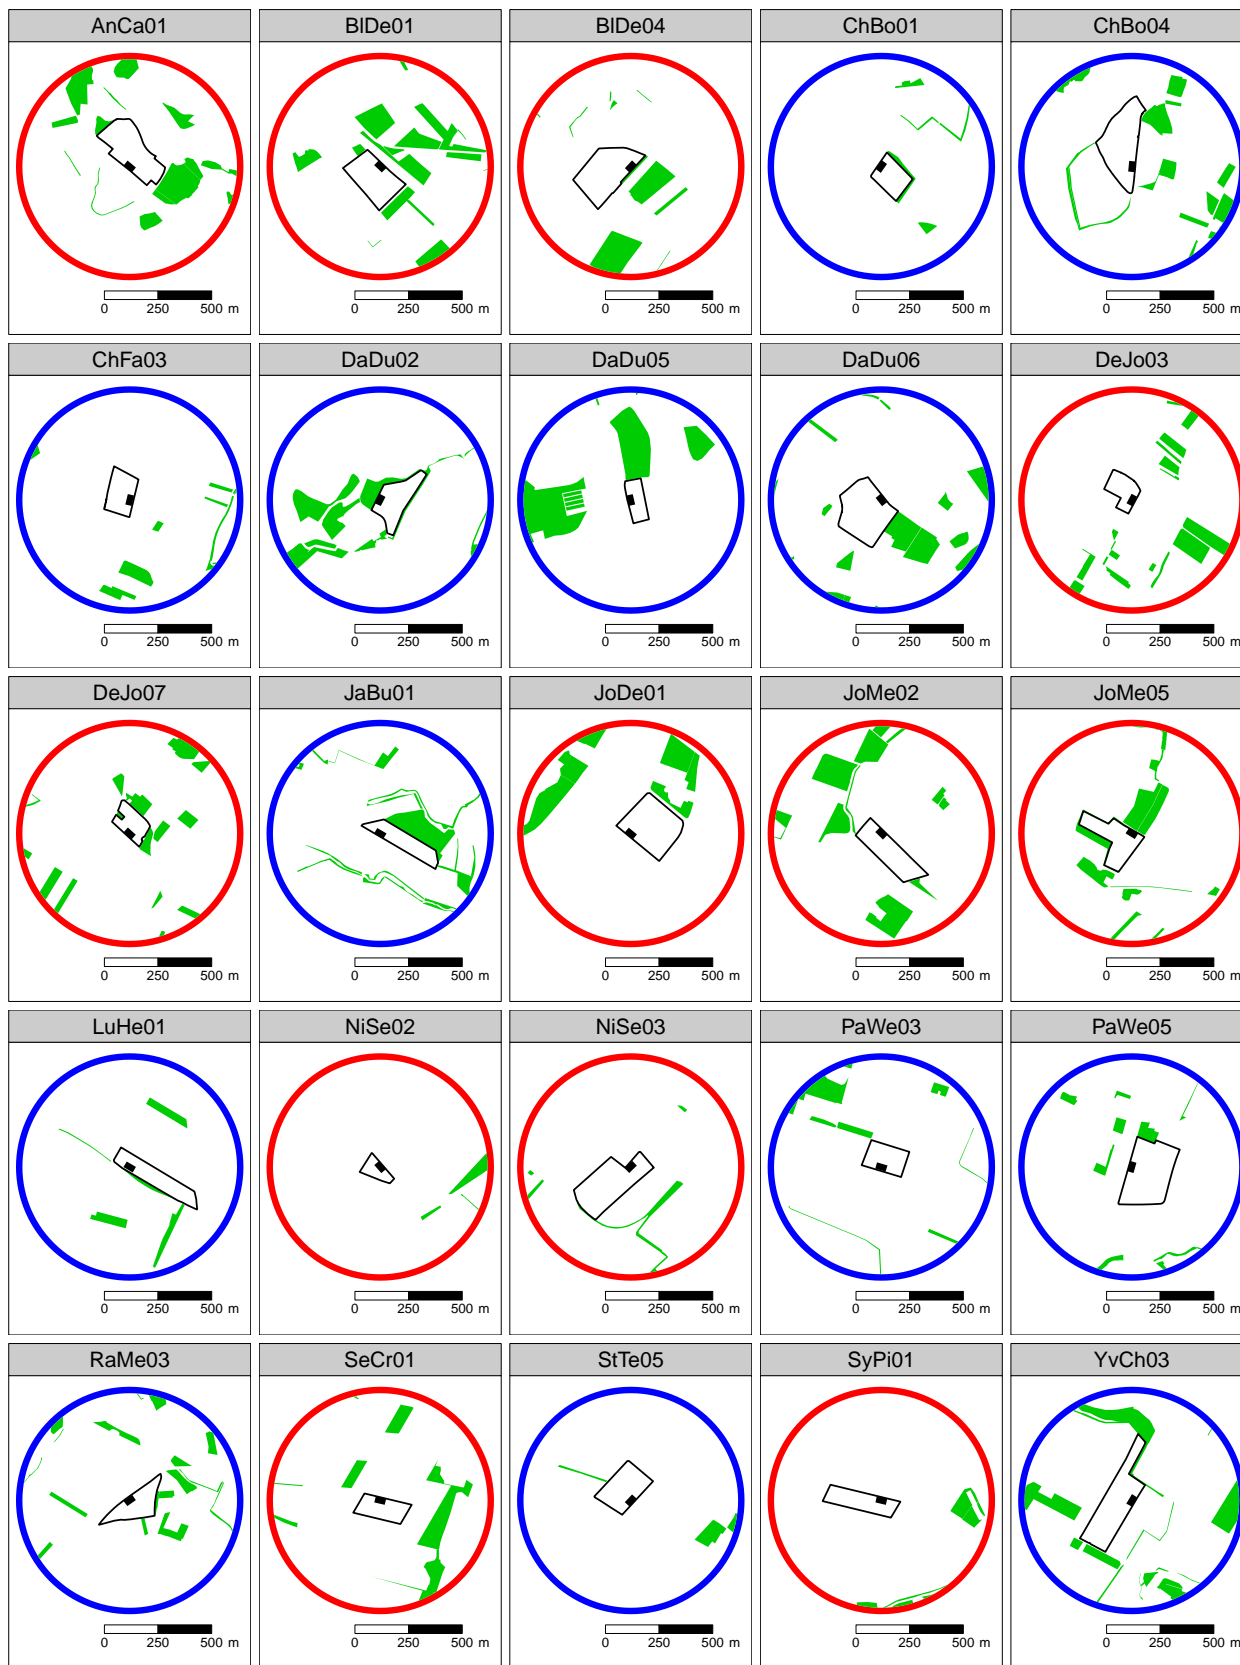 AnCa01 BlDe01 BlDe04 ChBo01 ChBo04
0 250 500 m 0 250 500 m 0 250 500 m 0 250 500 m 0 250 500 m
ChFa03 DaDu02 DaDu05 DaDu06 DeJo03
0 250 500 m 0 250 500 m 0 250 500 m 0 250 500 m 0 250 500 m
DeJo07 JaBu01 JoDe01 JoMe02 JoMe05
0 250 500 m 0 250 500 m 0 250 500 m 0 250 500 m 0 250 500 m
LuHe01 NiSe02 NiSe03 PaWe03 PaWe05
0 250 500 m 0 250 500 m 0 250 500 m 0 250 500 m 0 250 500 m
RaMe03 SeCr01 StTe05 SyPi01 YvCh03
0 250 500 m 0 250 500 m 0 250 500 m 0 250 500 m 0 250 500 m